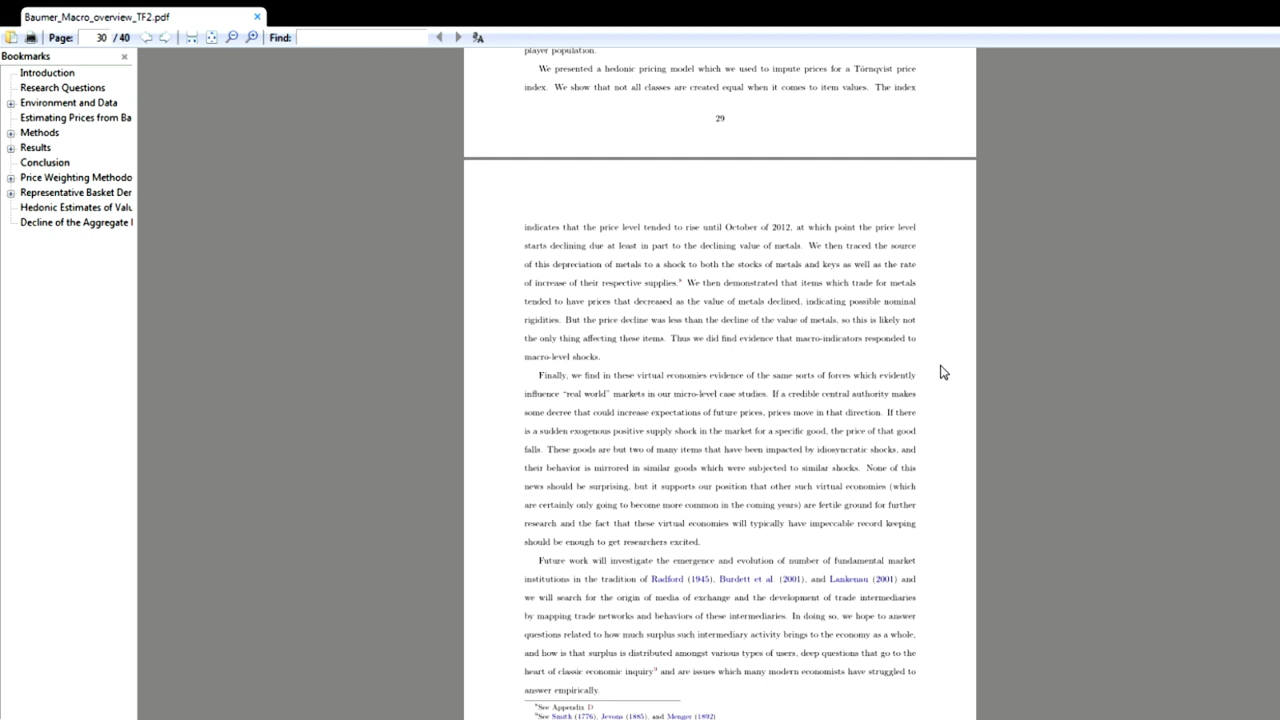 Baumer_Macro_overview_TF2.pdf
Page: 30 / 40 Find:
Bookmarks
Introduction
Research Questions
Environment and Data
Estimating Prices from Ba
Methods
Results
Conclusion
Price Weighting Methodo
Representative Basket Der
Hedonic Estimates of Valu
Decline of the Aggregate I
player population.
We presented a hedonic pricing model which we used to impute prices for a Törnqvist price
index. We show that not all classes are created equal when it comes to item values. The index
29
indicates that the price level tended to rise until October of 2012, at which point the price level
starts declining due at least in part to the declining value of metals. We then traced the source
of this depreciation of metals to a shock to both the stocks of metals and keys as well as the rate
of increase of their respective supplies.⁸ We then demonstrated that items which trade for metals
tended to have prices that decreased as the value of metals declined, indicating possible nominal
rigidities. But the price decline was less than the decline of the value of metals, so this is likely not
the only thing affecting these items. Thus we did find evidence that macro-indicators responded to
macro-level shocks.
Finally, we find in these virtual economies evidence of the same sorts of forces which evidently
influence “real world” markets in our micro-level case studies. If a credible central authority makes
some decree that could increase expectations of future prices, prices move in that direction. If there
is a sudden exogenous positive supply shock in the market for a specific good, the price of that good
falls. These goods are but two of many items that have been impacted by idiosyncratic shocks, and
their behavior is mirrored in similar goods which were subjected to similar shocks. None of this
news should be surprising, but it supports our position that other such virtual economies (which
are certainly only going to become more common in the coming years) are fertile ground for further
research and the fact that these virtual economies will typically have impeccable record keeping
should be enough to get researchers excited.
Future work will investigate the emergence and evolution of number of fundamental market
institutions in the tradition of Radford (1945), Burdett et al. (2001), and Lankenau (2001) and
we will search for the origin of media of exchange and the development of trade intermediaries
by mapping trade networks and behaviors of these intermediaries. In doing so, we hope to answer
questions related to how much surplus such intermediary activity brings to the economy as a whole,
and how is that surplus is distributed amongst various types of users, deep questions that go to the
heart of classic economic inquiry⁹ and are issues which many modern economists have struggled to
answer empirically.
⁸See Appendix D
⁹See Smith (1776), Jevons (1885), and Menger (1892)